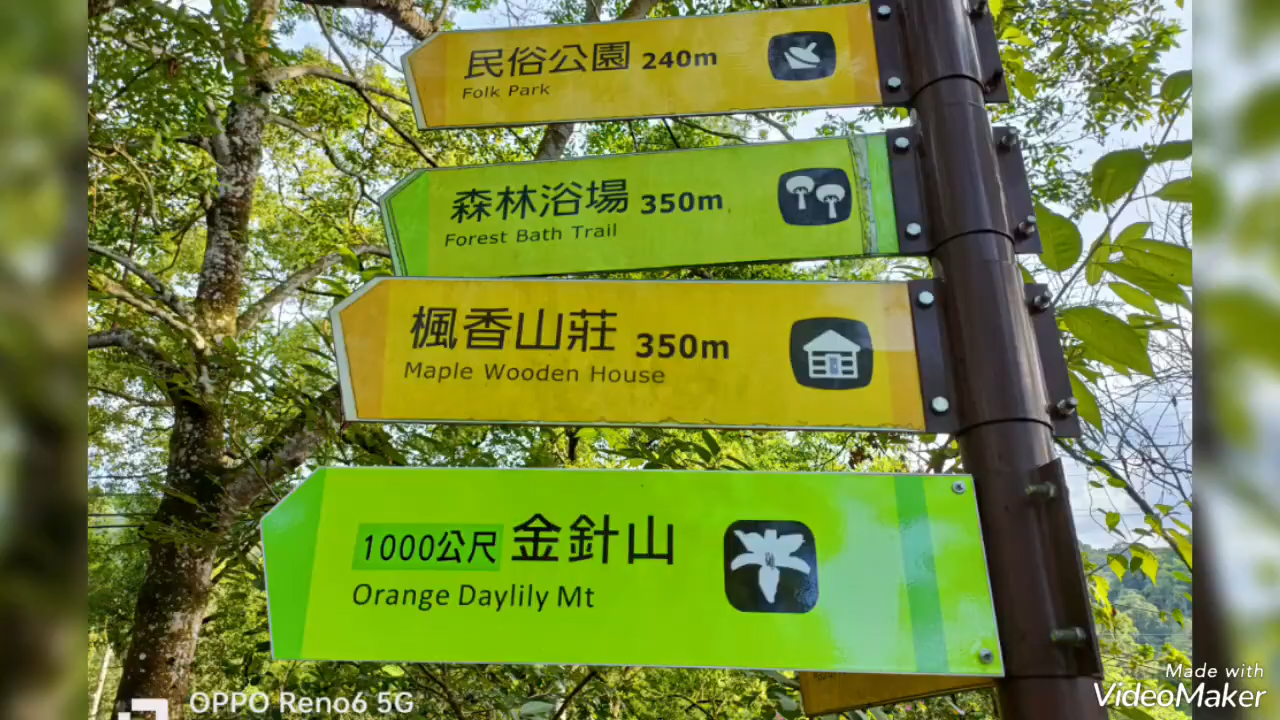 民俗公園 240m
Folk Park
森林浴場 350m
Forest Bath Trail
楓香山莊 350m
Maple Wooden House
1000公尺 金針山
Orange Daylily Mt
OPPO Reno6 5G
Made with
VideoMaker